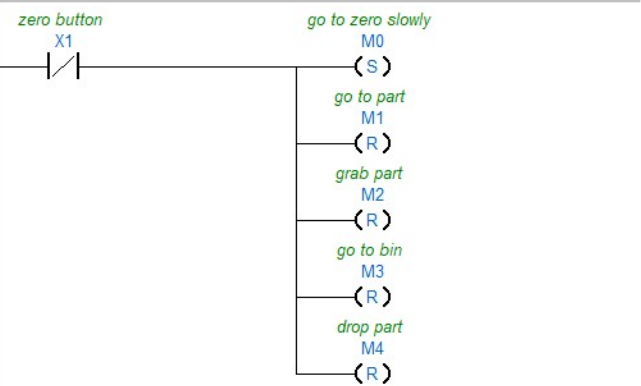 zero button
X1
go to zero slowly
M0
S
go to part
M1
R
grab part
M2
R
go to bin
M3
R
drop part
M4
R